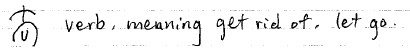 verb, meaning get rid of, let go.